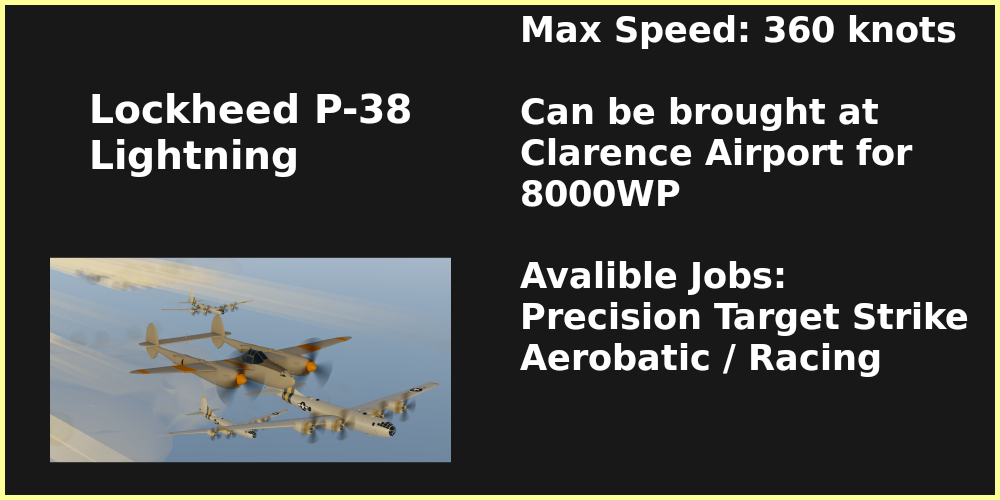 Lockheed P-38
Lightning
Max Speed: 360 knots
Can be brought at
Clarence Airport for
8000WP
Avalible Jobs:
Precision Target Strike
Aerobatic / Racing